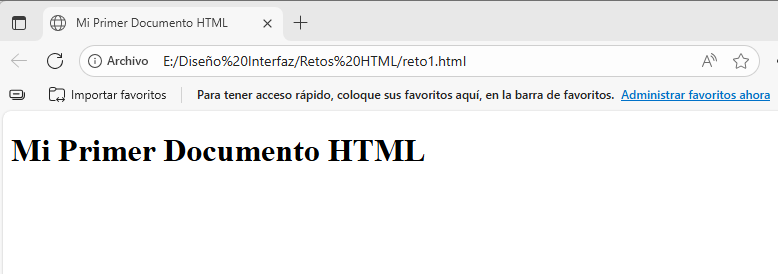 Mi Primer Documento HTML
Archivo E:/Diseño%20Interfaz/Retos%20HTML/reto1.html
Importar favoritos Para tener acceso rápido, coloque sus favoritos aquí, en la barra de favoritos. Administrar favoritos ahora
Mi Primer Documento HTML